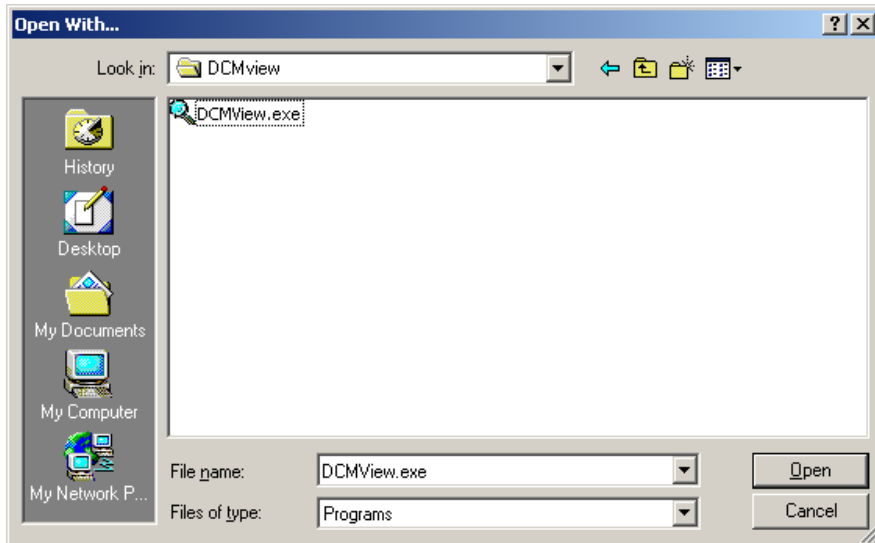 Open With...
Look in: DCMview
DCMView.exe
History
Desktop
My Documents
My Computer
My Network P...
File name: DCMView.exe Open
Files of type: Programs Cancel